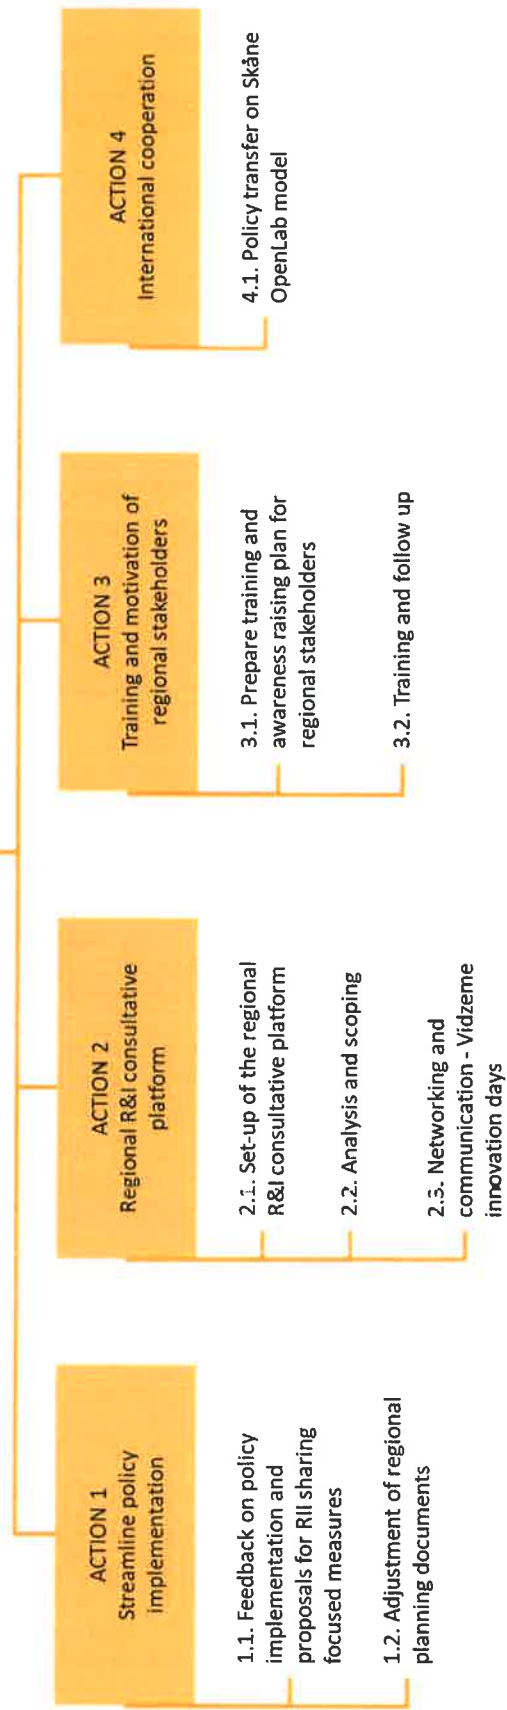 ACTION 1
Streamline policy
implementation
1.1. Feedback on policy
implementation and
proposals for RII sharing
focused measures
1.2. Adjustment of regional
planning documents
ACTION 2
Regional R&I consultative
platform
2.1. Set-up of the regional
R&I consultative platform
2.2. Analysis and scoping
2.3. Networking and
communication - Vidzeme
innovation days
ACTION 3
Training and motivation of
regional stakeholders
3.1. Prepare training and
awareness raising plan for
regional stakeholders
3.2. Training and follow up
ACTION 4
International cooperation
4.1. Policy transfer on Skåne
OpenLab model